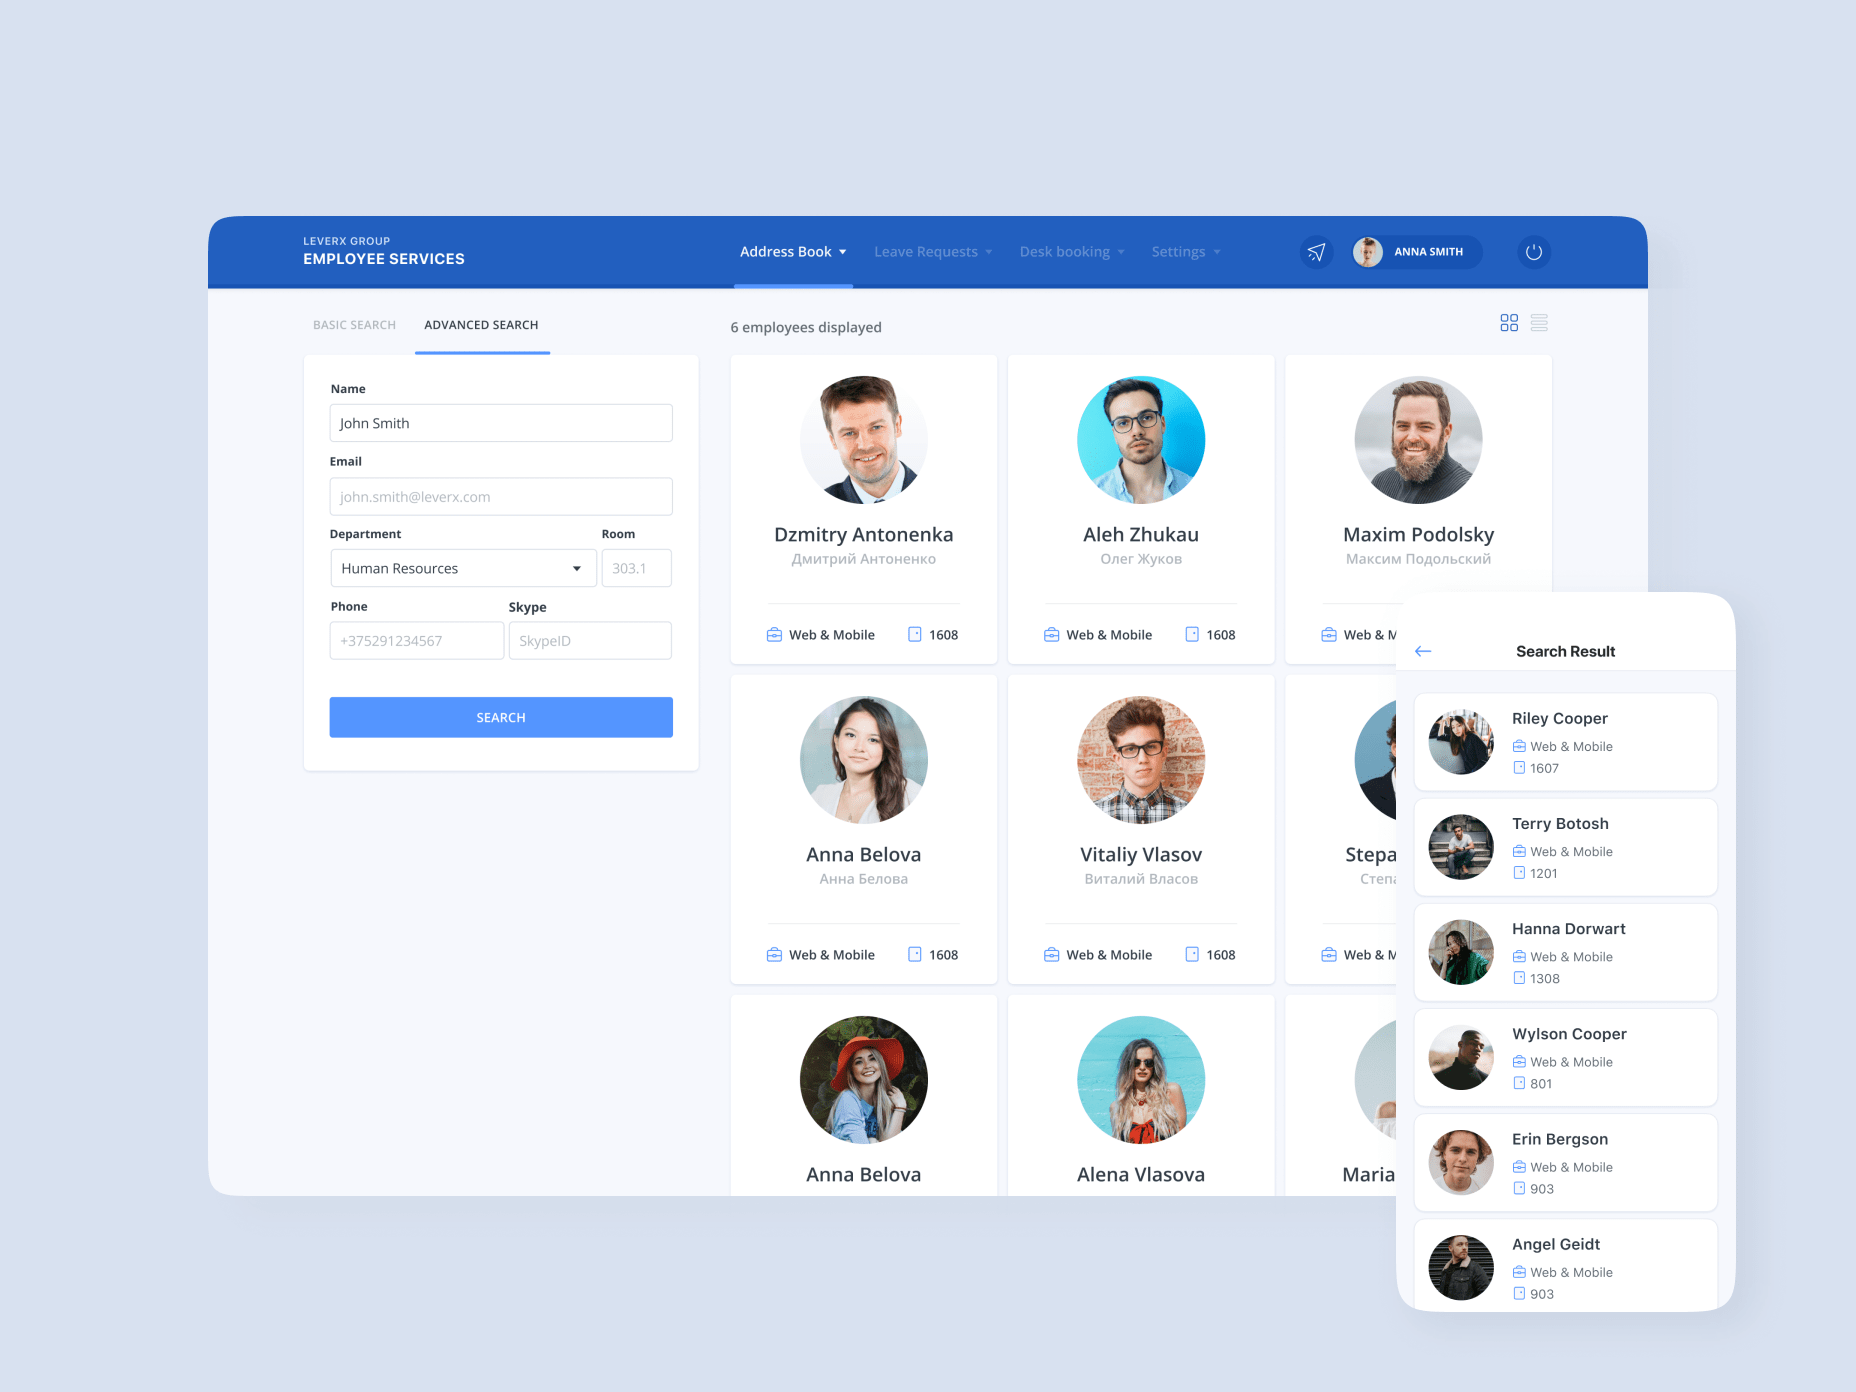 LEVERX GROUP
EMPLOYEE SERVICES
Address Book
Leave Requests
Desk booking
Settings
ANNA SMITH
BASIC SEARCH
ADVANCED SEARCH
Name
John Smith
Email
john.smith@leverx.com
Department
Room
Human Resources
303.1
Phone
Skype
+375291234567
SkypeID
SEARCH
6 employees displayed
Dzmitry Antonenka
Дмитрий Антоненко
Web & Mobile
1608
Aleh Zhukau
Олег Жуков
Web & Mobile
1608
Maxim Podolsky
Максим Подольский
Web & M
Anna Belova
Анна Белова
Web & Mobile
1608
Vitaliy Vlasov
Виталий Власов
Web & Mobile
1608
Stepa
Степа
Web & M
Anna Belova
Alena Vlasova
Maria
Search Result
Riley Cooper
Web & Mobile
1607
Terry Botosh
Web & Mobile
1201
Hanna Dorwart
Web & Mobile
1308
Wylson Cooper
Web & Mobile
801
Erin Bergson
Web & Mobile
903
Angel Geidt
Web & Mobile
903